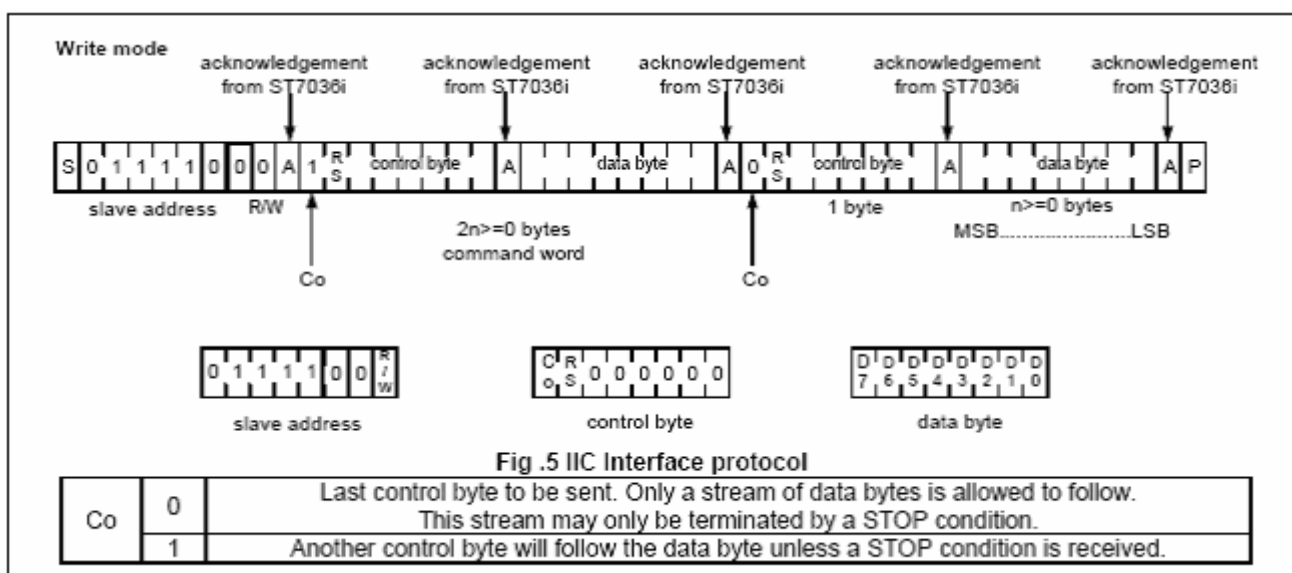 Write mode
acknowledgement from ST7036i
acknowledgement from ST7036i
acknowledgement from ST7036i
acknowledgement from ST7036i
acknowledgement from ST7036i
S 0 1 1 1 1 0 0 0 A 1 RS control byte A data byte A 0 RS control byte A data byte A P
slave address R/W 1 byte n>=0 bytes
2n>=0 bytes MSB.......................LSB
command word
Co Co
0 1 1 1 1 0 0 R/W Co RS 0 0 0 0 0 0 D7 D6 D5 D4 D3 D2 D1 D0
slave address control byte data byte
Fig .5 IIC Interface protocol
Co 0 Last control byte to be sent. Only a stream of data bytes is allowed to follow.
This stream may only be terminated by a STOP condition.
1 Another control byte will follow the data byte unless a STOP condition is received.